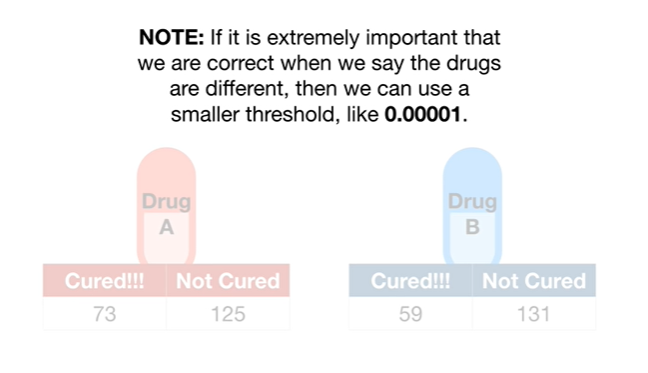 NOTE: If it is extremely important that
we are correct when we say the drugs
are different, then we can use a
smaller threshold, like 0.00001.
Drug
A
Drug
B
Cured!!! Not Cured
73 125
Cured!!! Not Cured
59 131